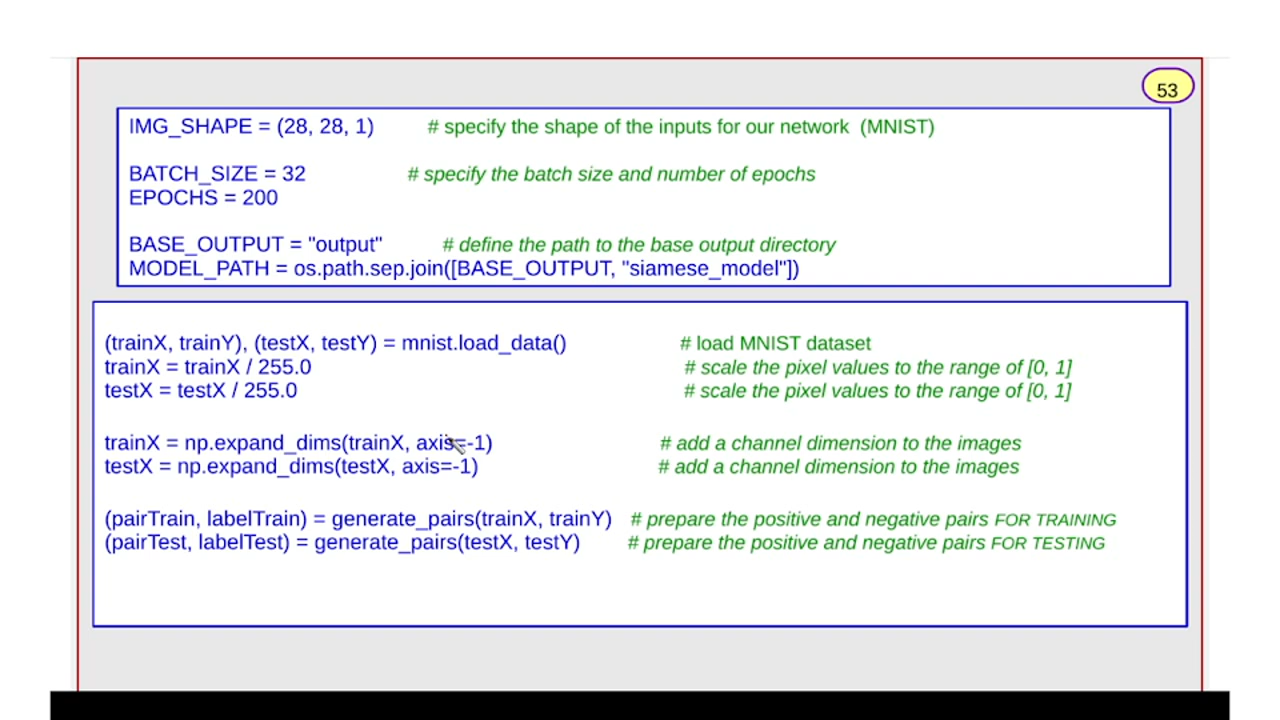 53
IMG_SHAPE = (28, 28, 1) # specify the shape of the inputs for our network (MNIST)
BATCH_SIZE = 32 # specify the batch size and number of epochs
EPOCHS = 200
BASE_OUTPUT = "output" # define the path to the base output directory
MODEL_PATH = os.path.sep.join([BASE_OUTPUT, "siamese_model"])
(trainX, trainY), (testX, testY) = mnist.load_data() # load MNIST dataset
trainX = trainX / 255.0 # scale the pixel values to the range of [0, 1]
testX = testX / 255.0 # scale the pixel values to the range of [0, 1]
trainX = np.expand_dims(trainX, axis=-1) # add a channel dimension to the images
testX = np.expand_dims(testX, axis=-1) # add a channel dimension to the images
(pairTrain, labelTrain) = generate_pairs(trainX, trainY) # prepare the positive and negative pairs FOR TRAINING
(pairTest, labelTest) = generate_pairs(testX, testY) # prepare the positive and negative pairs FOR TESTING